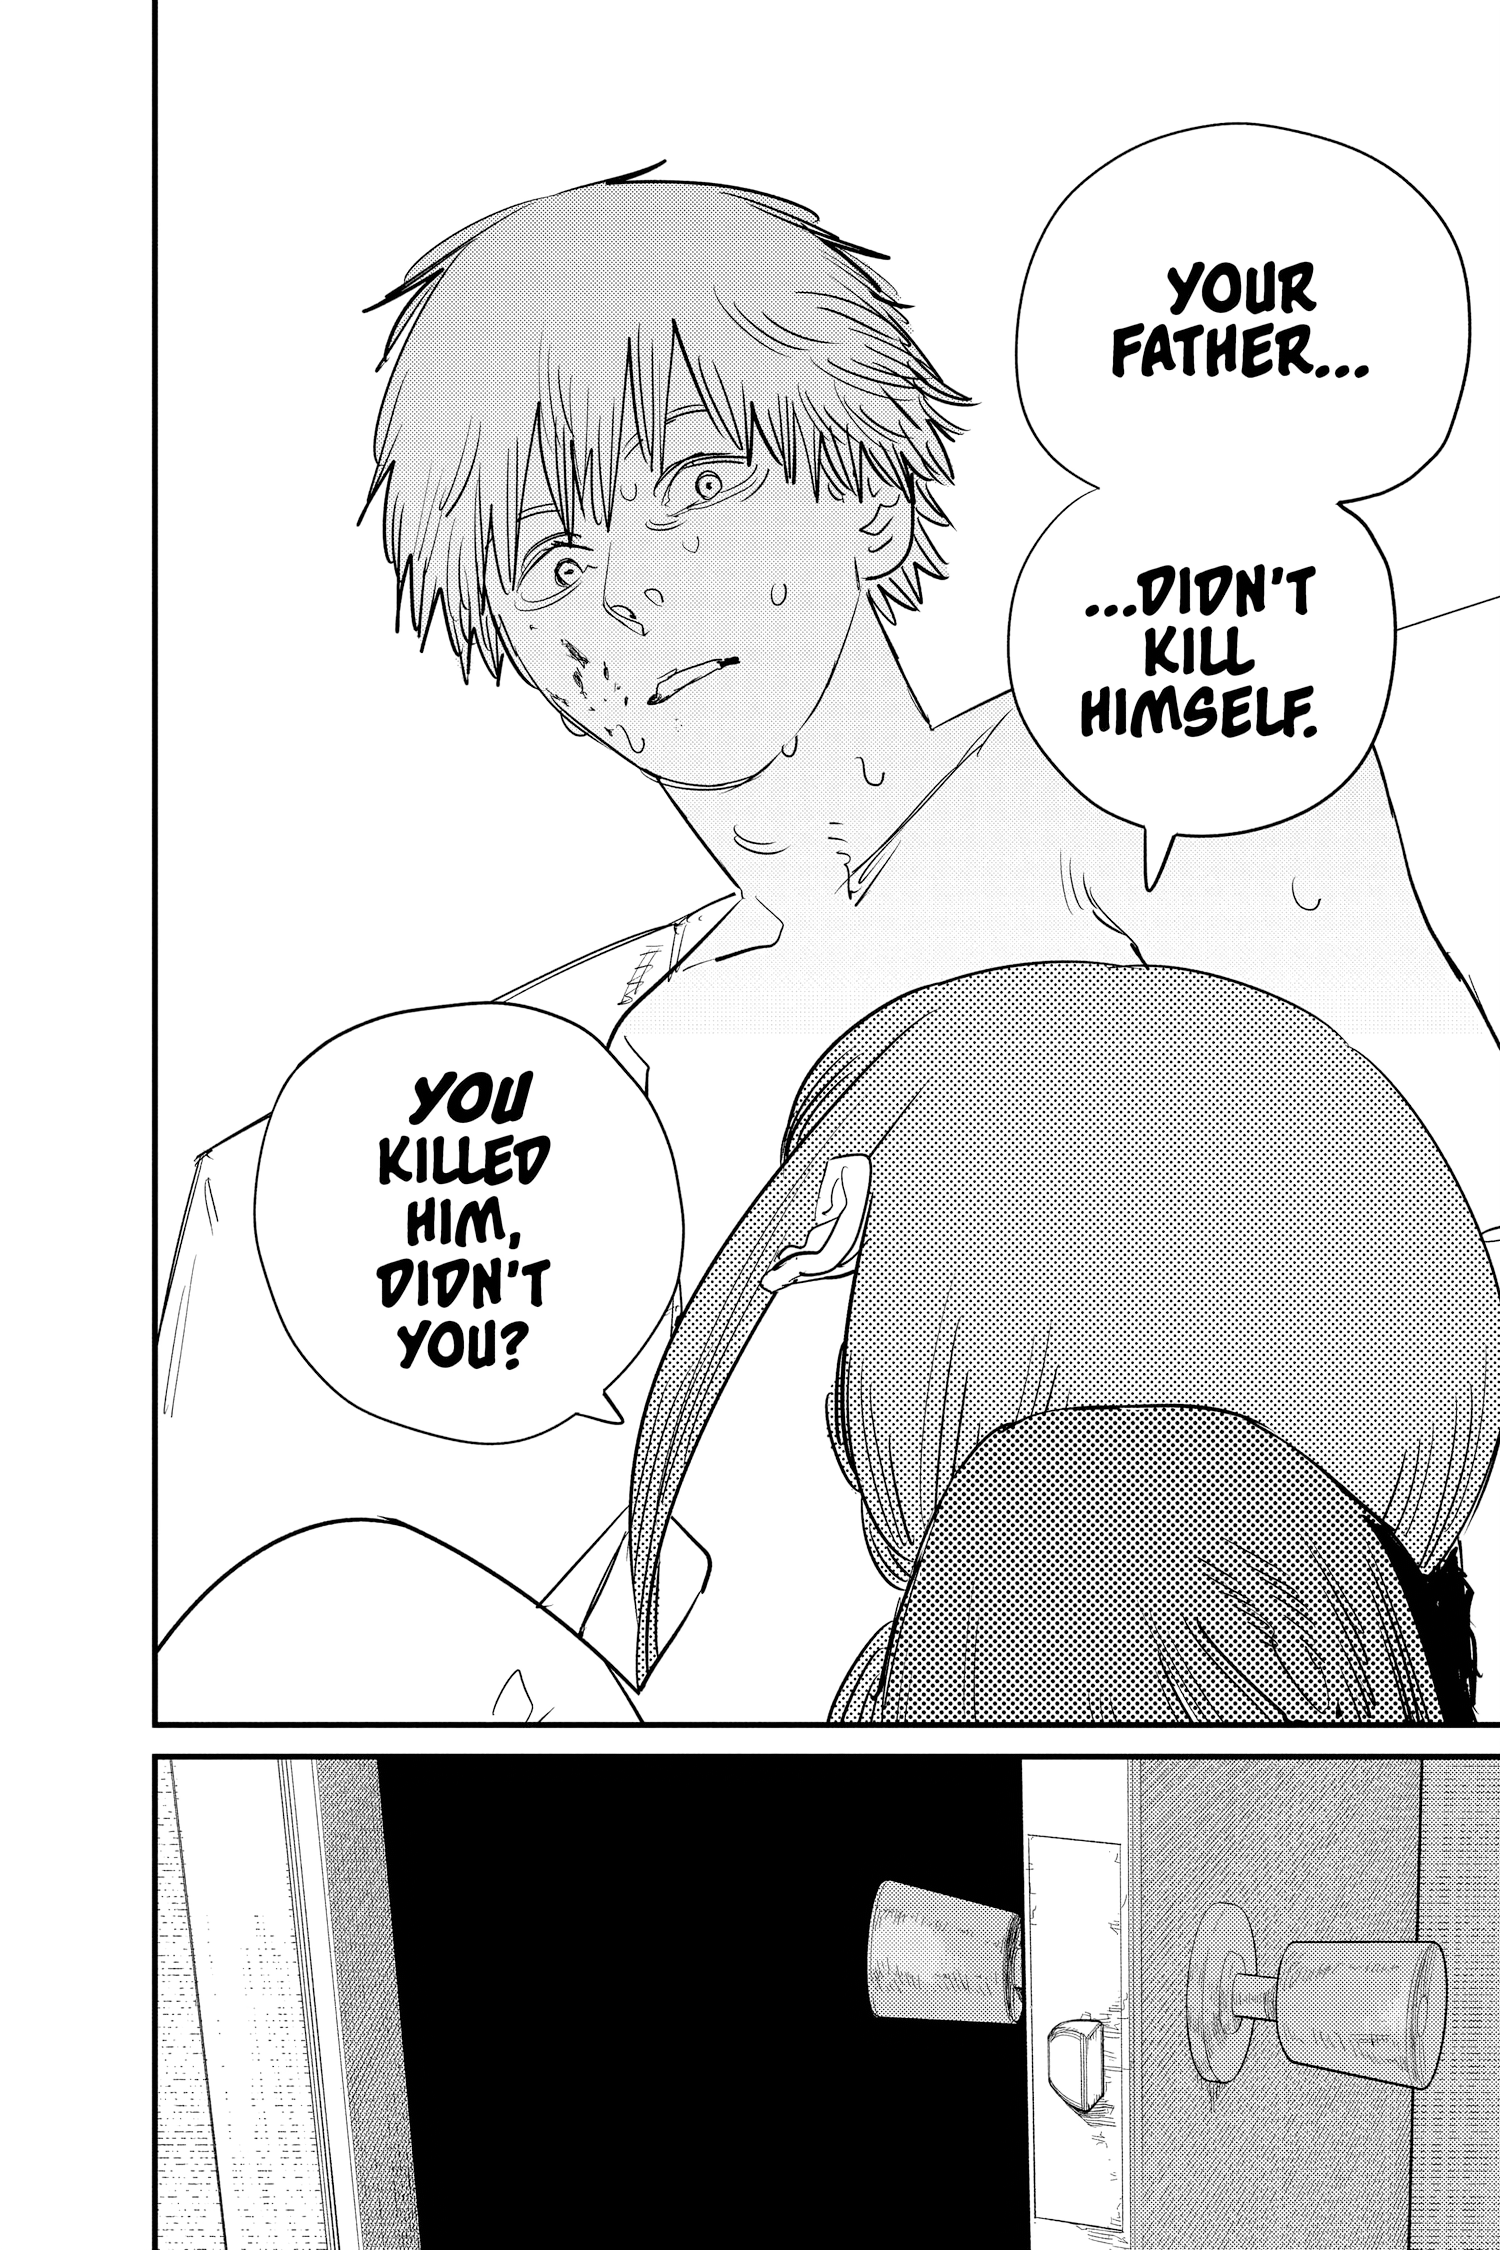 YOUR
FATHER...
...DIDN'T
KILL
HIMSELF.
YOU
KILLED
HIM,
DIDN'T
YOU?